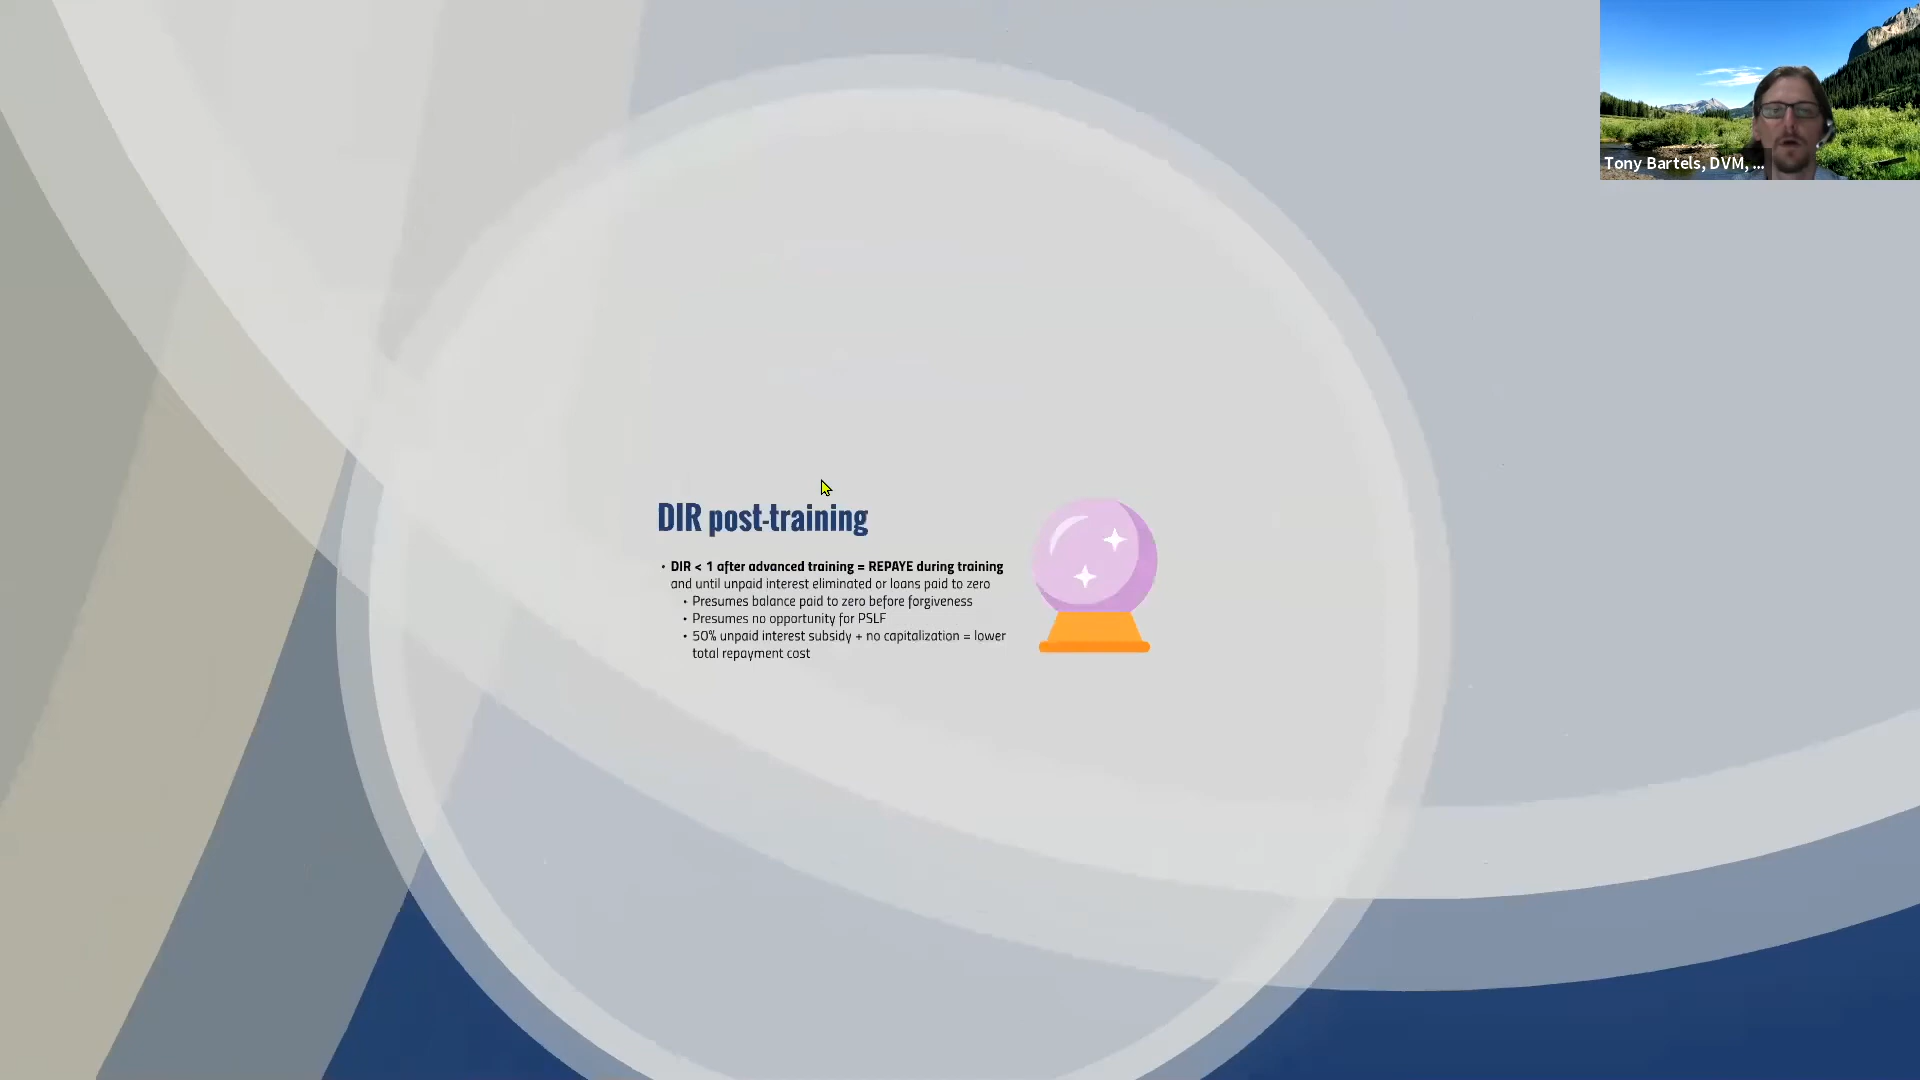 Tony Bartels, DVM, ...
DIR post-training
• DIR < 1 after advanced training = REPAYE during training
and until unpaid interest eliminated or loans paid to zero
• Presumes balance paid to zero before forgiveness
• Presumes no opportunity for PSLF
• 50% unpaid interest subsidy + no capitalization = lower
total repayment cost